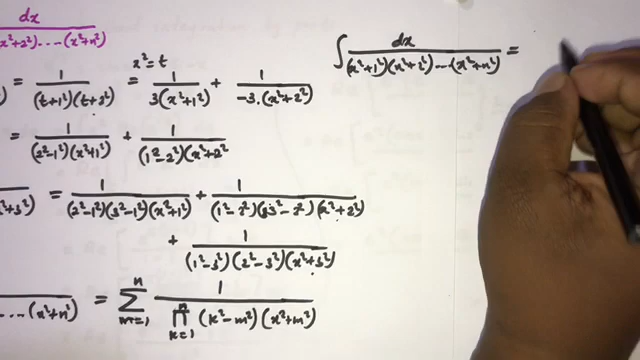 dx
x²+2²)....(x²+n²)
∫ dx / (x²+1²)(x²+2²)...(x²+n²) =
x²=t
= 1/((t+1²)(t+2²)) = 1/(3(x²+1²)) + 1/(-3.(x²+2²))
= 1/((2²-1²)(x²+1²)) + 1/((1²-2²)(x²+2²
x²+3²) = 1/((2²-1²)(3²-1²)(x²+1²)) + 1/((1²-2²)(3²-2²)(x²+2²))
+ 1/((1²-3²)(2²-3²)(x²+3²))
....(x²+n²) = Σ_{m=1}^{n} 1/(∏_{k=1}^{n} (k²-m²)(x²+m²))